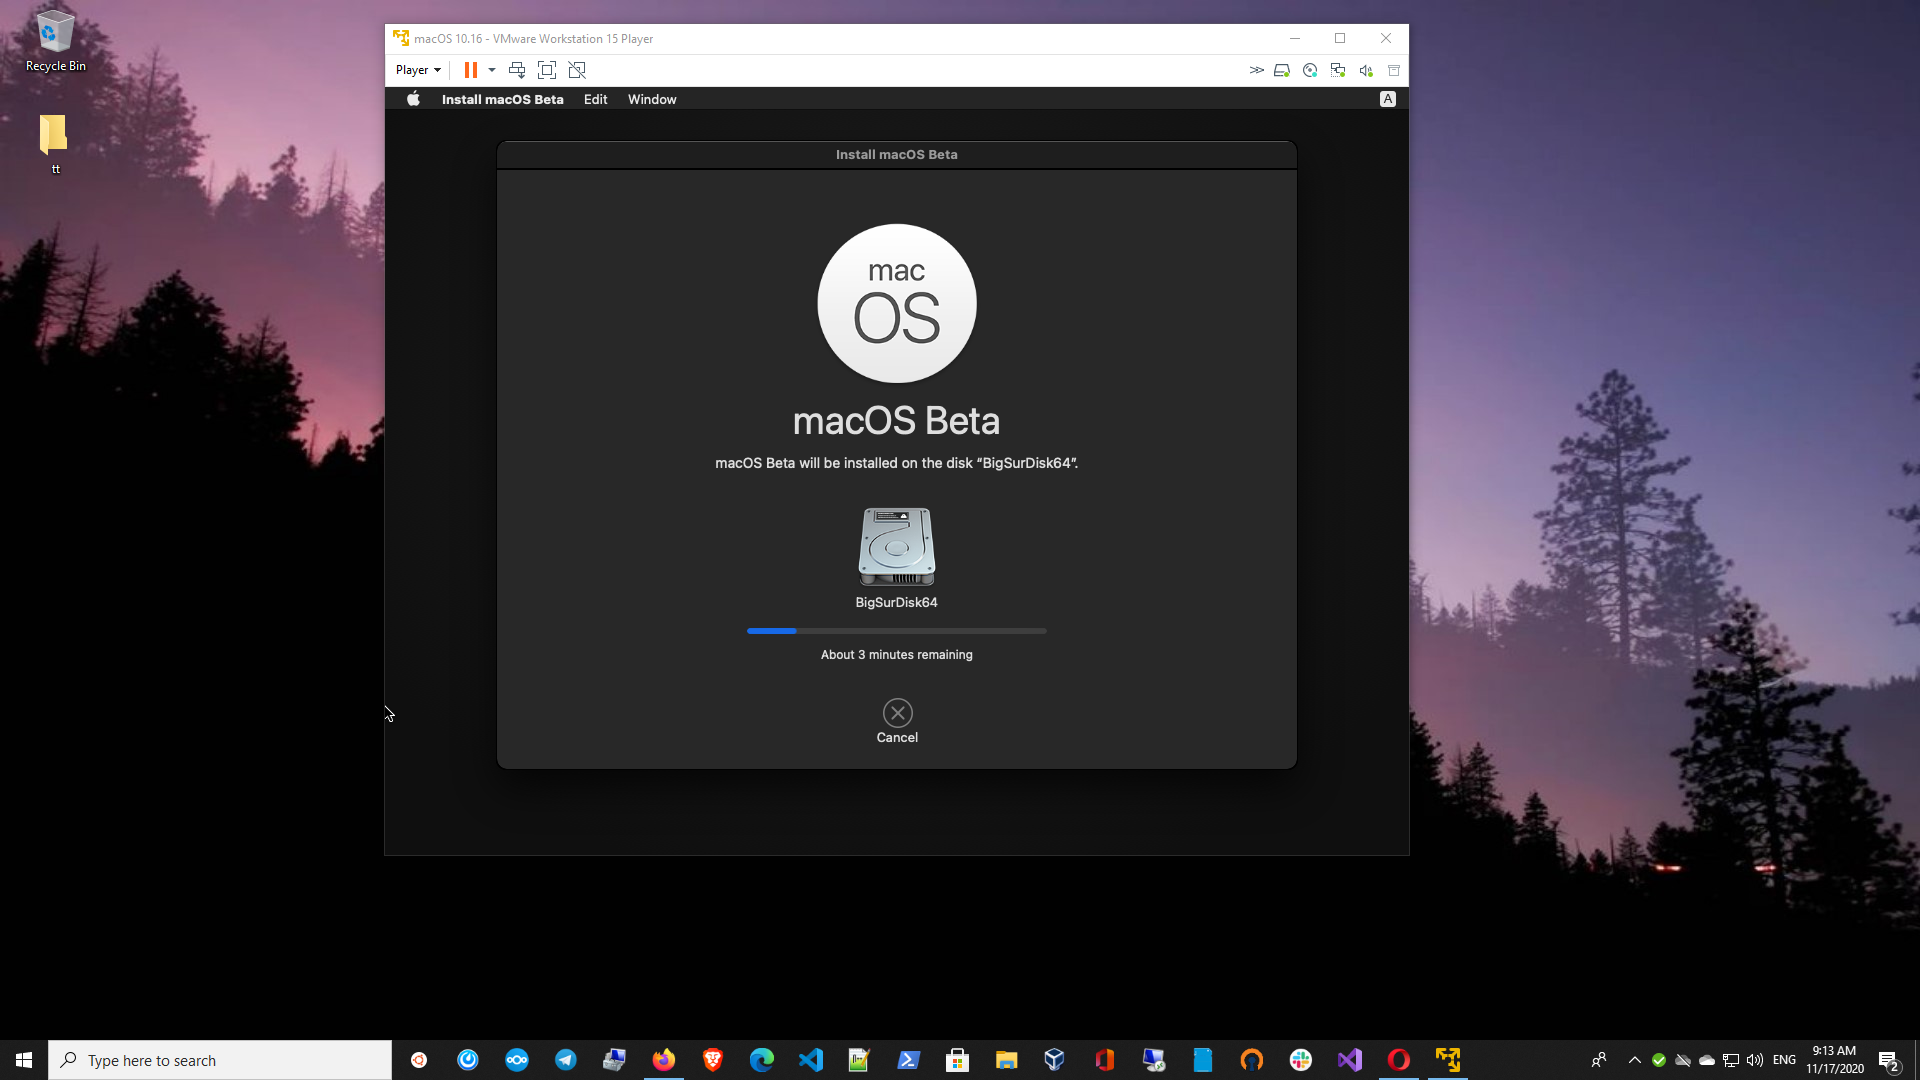 Recycle Bin
tt
macOS 10.16 - VMware Workstation 15 Player
Player
Install macOS Beta Edit Window
A
Install macOS Beta
mac
OS
macOS Beta
macOS Beta will be installed on the disk “BigSurDisk64”.
BigSurDisk64
About 3 minutes remaining
Cancel
Type here to search
ENG
9:13 AM
11/17/2020
2